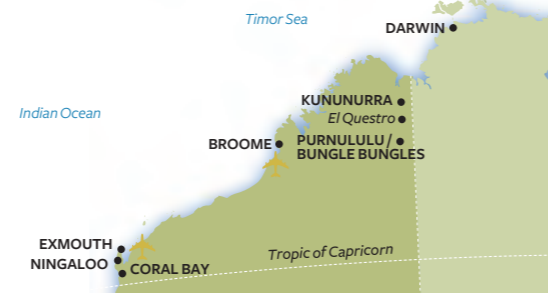 Timor Sea
DARWIN
Indian Ocean
KUNUNURRA
El Questro
BROOME
PURNULULU /
BUNGLE BUNGLES
EXMOUTH
NINGALOO
CORAL BAY
Tropic of Capricorn